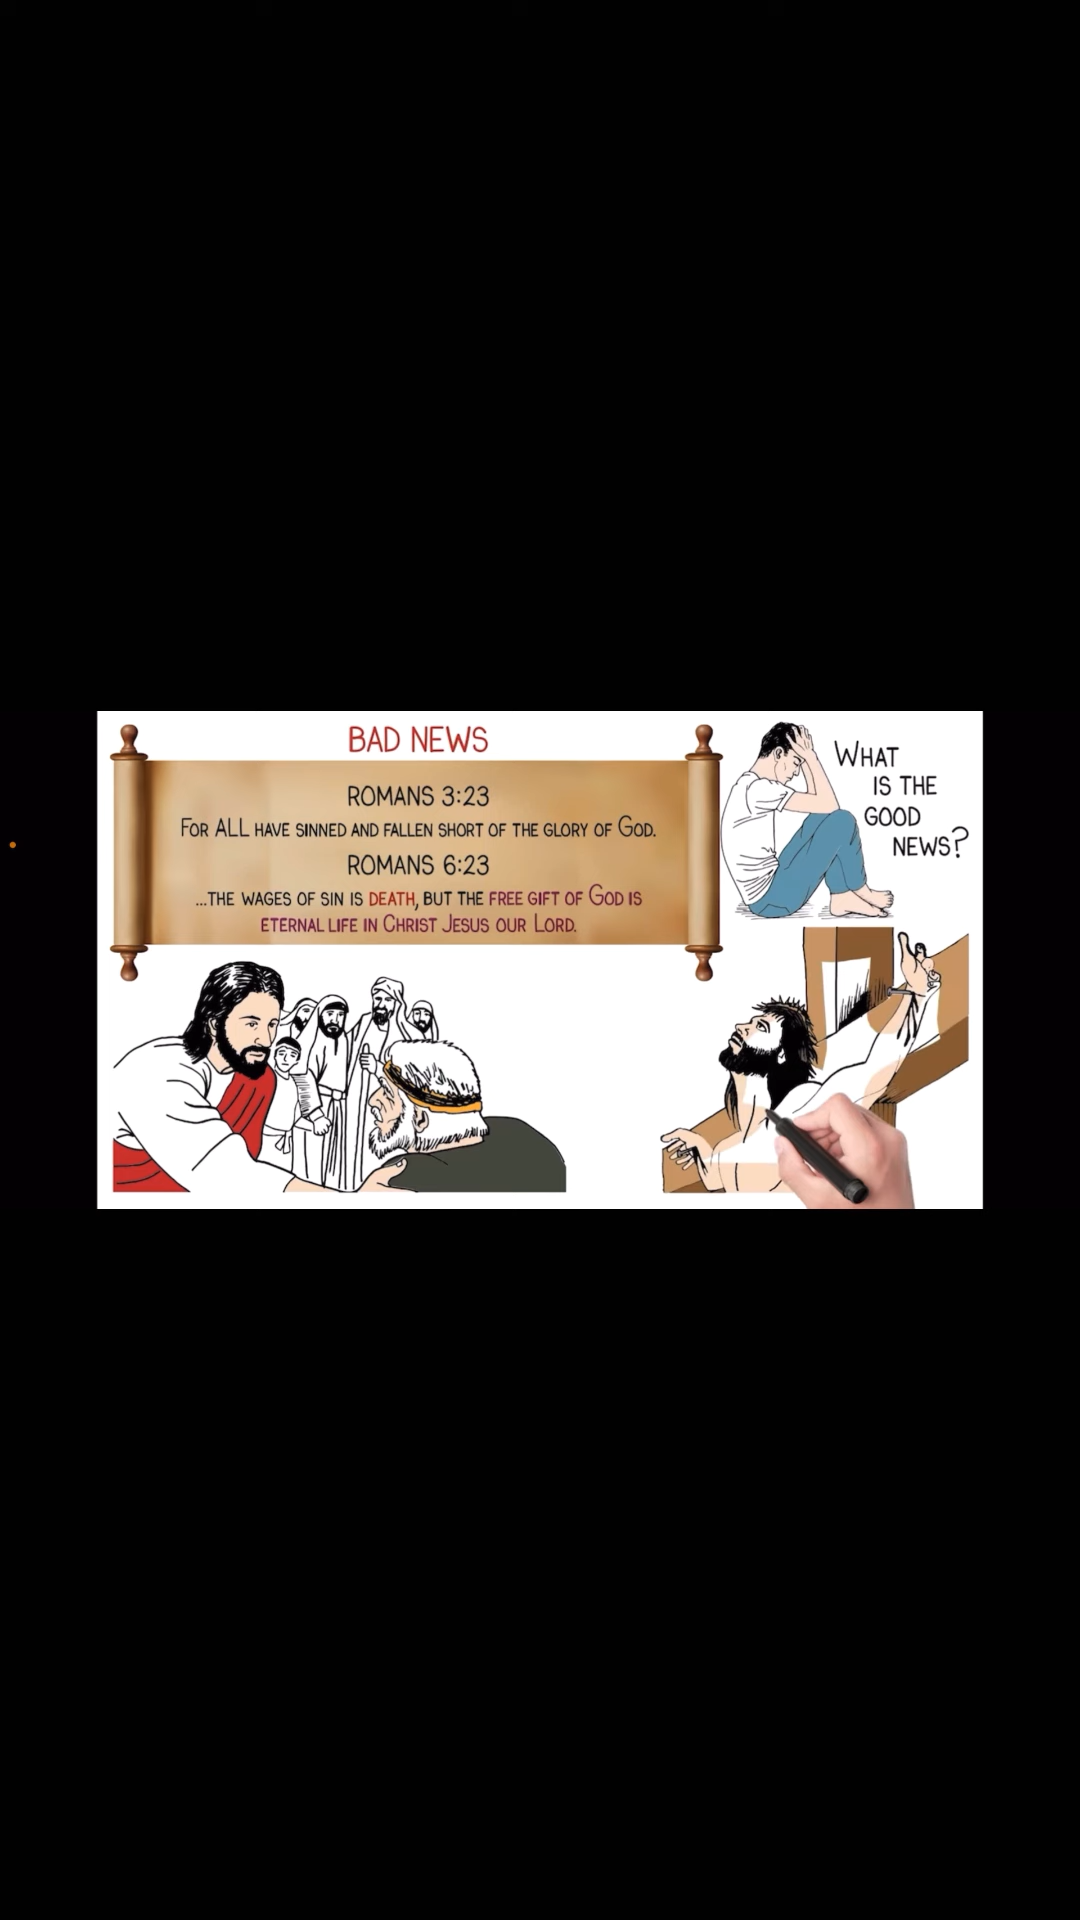 BAD NEWS
ROMANS 3:23
FOR ALL HAVE SINNED AND FALLEN SHORT OF THE GLORY OF GOD.
ROMANS 6:23
...THE WAGES OF SIN IS DEATH, BUT THE FREE GIFT OF GOD IS
ETERNAL LIFE IN CHRIST JESUS OUR LORD.
WHAT
IS THE
GOOD
NEWS?